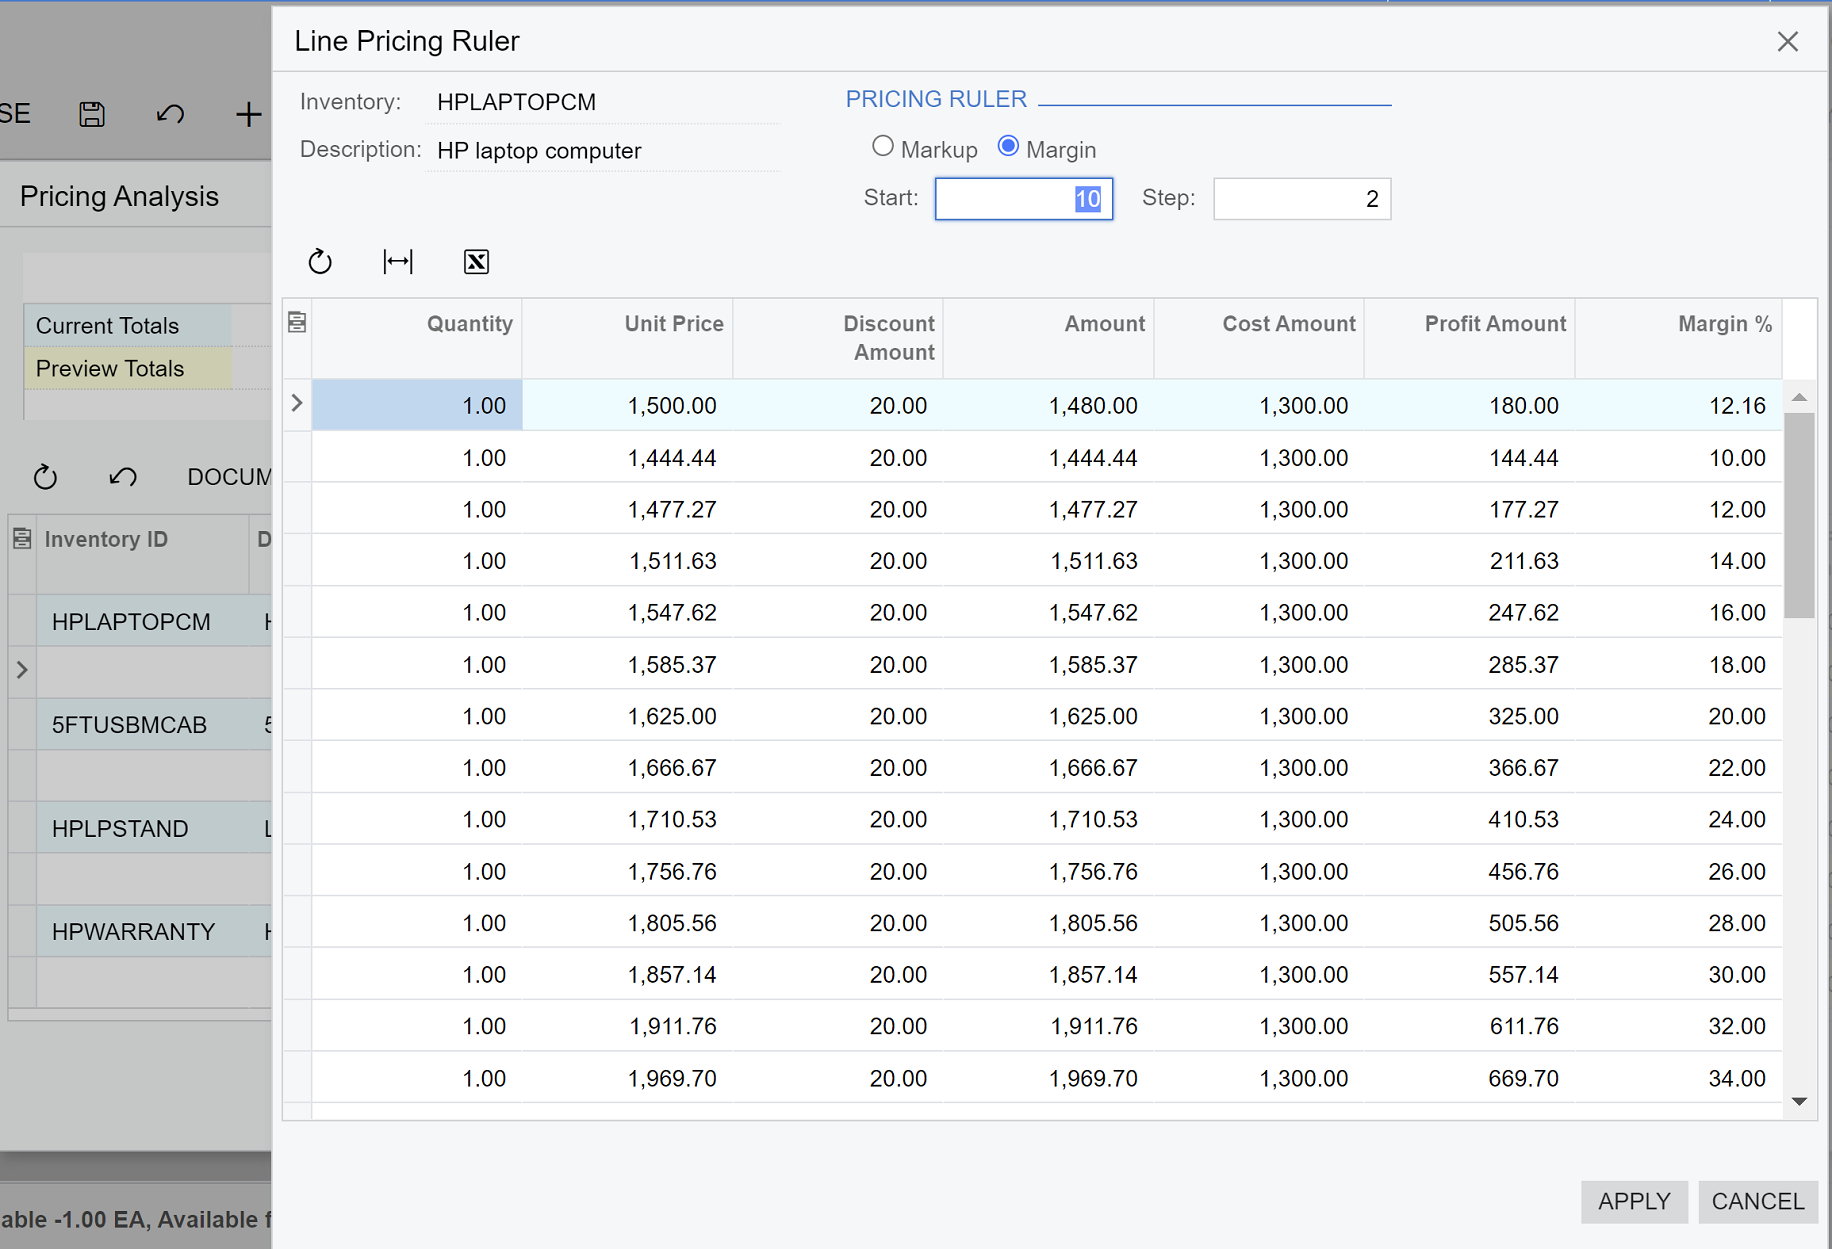 Line Pricing Ruler
SE
Inventory: HPLAPTOPCM
Description: HP laptop computer
PRICING RULER
Markup Margin
Start: 10 Step: 2
Pricing Analysis
Current Totals
Preview Totals
DOCUM
Inventory ID D
HPLAPTOPCM H
5FTUSBMCAB 5
HPLPSTAND L
HPWARRANTY H
able -1.00 EA, Available f
Quantity Unit Price Discount Amount Amount Cost Amount Profit Amount Margin %
1.00 1,500.00 20.00 1,480.00 1,300.00 180.00 12.16
1.00 1,444.44 20.00 1,444.44 1,300.00 144.44 10.00
1.00 1,477.27 20.00 1,477.27 1,300.00 177.27 12.00
1.00 1,511.63 20.00 1,511.63 1,300.00 211.63 14.00
1.00 1,547.62 20.00 1,547.62 1,300.00 247.62 16.00
1.00 1,585.37 20.00 1,585.37 1,300.00 285.37 18.00
1.00 1,625.00 20.00 1,625.00 1,300.00 325.00 20.00
1.00 1,666.67 20.00 1,666.67 1,300.00 366.67 22.00
1.00 1,710.53 20.00 1,710.53 1,300.00 410.53 24.00
1.00 1,756.76 20.00 1,756.76 1,300.00 456.76 26.00
1.00 1,805.56 20.00 1,805.56 1,300.00 505.56 28.00
1.00 1,857.14 20.00 1,857.14 1,300.00 557.14 30.00
1.00 1,911.76 20.00 1,911.76 1,300.00 611.76 32.00
1.00 1,969.70 20.00 1,969.70 1,300.00 669.70 34.00
APPLY CANCEL